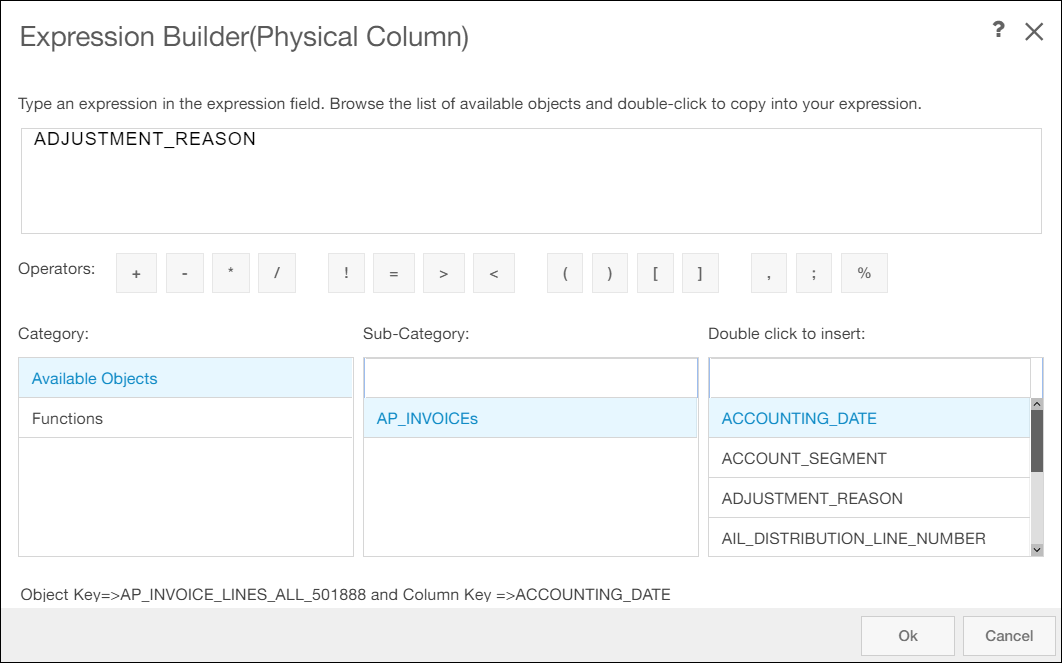 Expression Builder(Physical Column)
?
Type an expression in the expression field. Browse the list of available objects and double-click to copy into your expression.
ADJUSTMENT_REASON
Operators: + - * / ! = > < ( ) [ ] , ; %
Category: Sub-Category: Double click to insert:
Available Objects
Functions
AP_INVOICEs
ACCOUNTING_DATE
ACCOUNT_SEGMENT
ADJUSTMENT_REASON
AIL_DISTRIBUTION_LINE_NUMBER
Object Key=>AP_INVOICE_LINES_ALL_501888 and Column Key =>ACCOUNTING_DATE
Ok Cancel